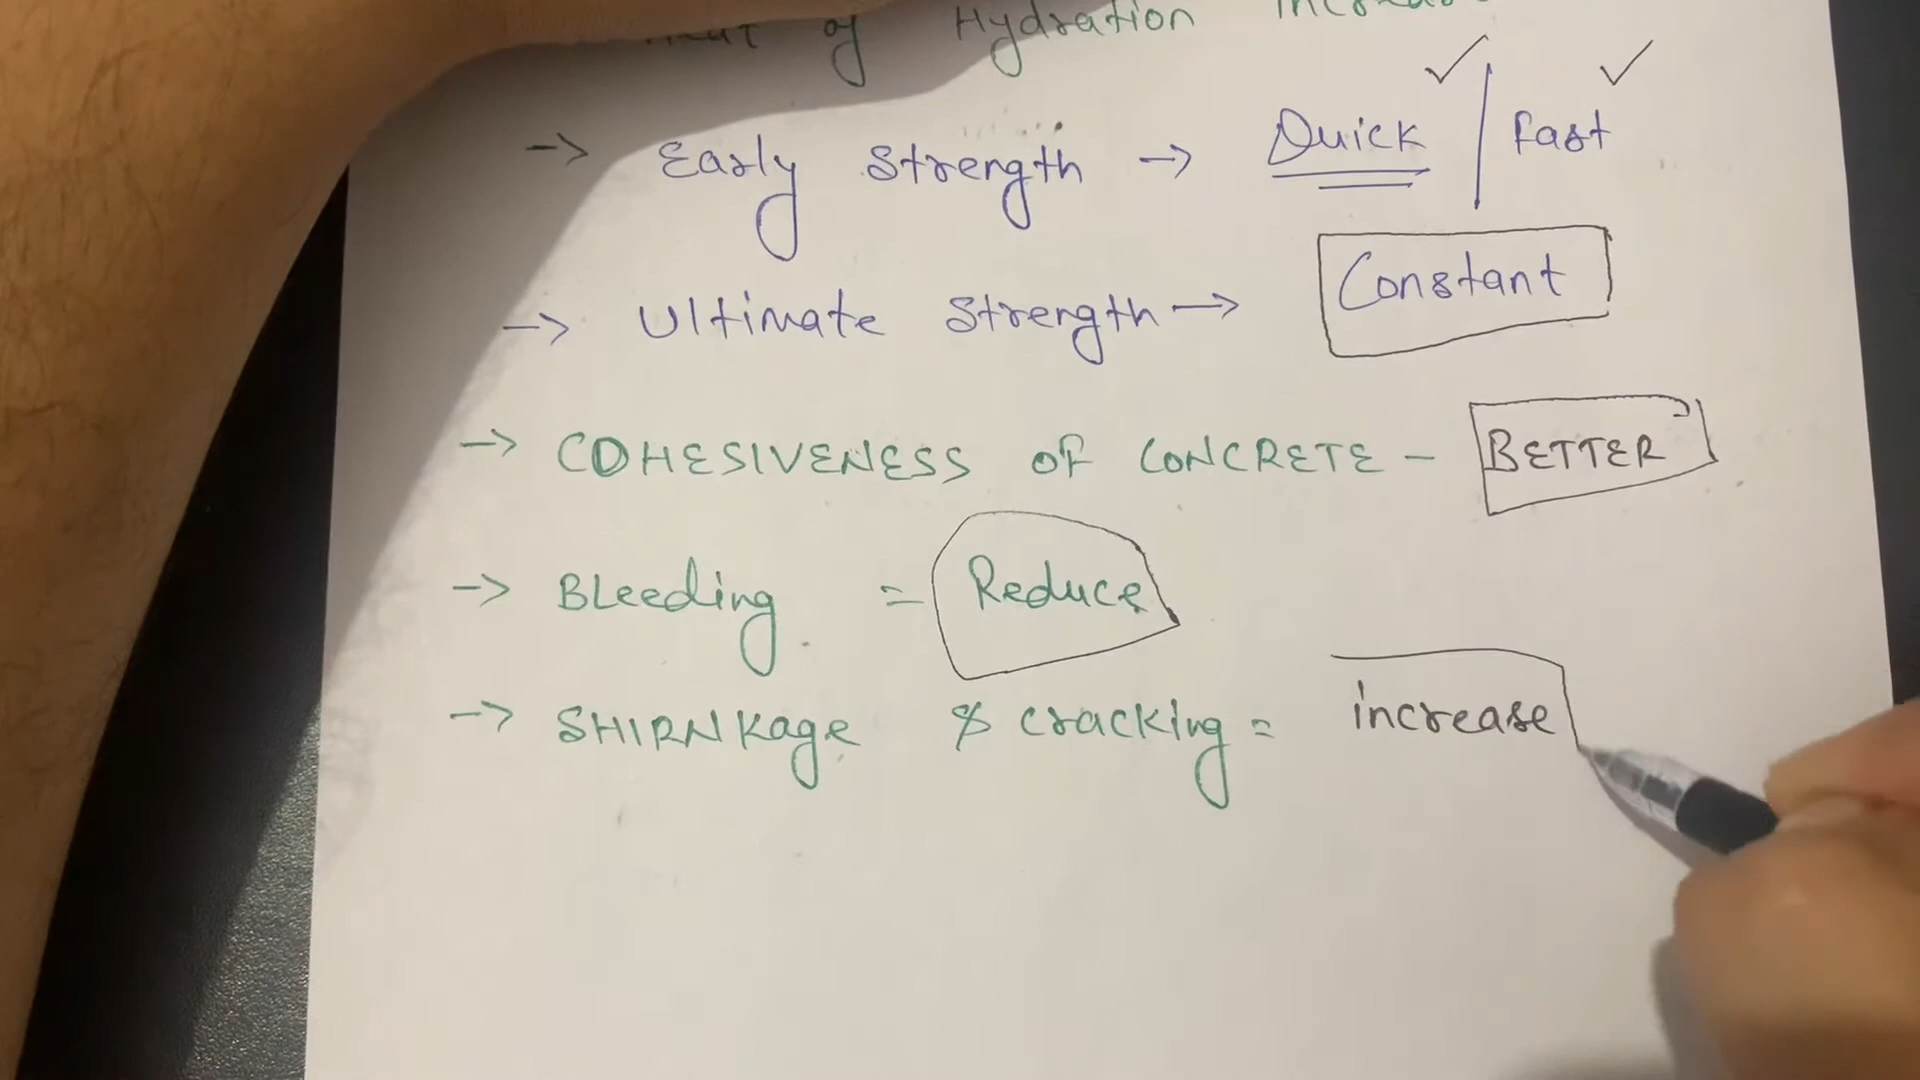 of Hydration
-> Early Strength -> Quick / fast
-> Ultimate Strength -> Constant
-> COHESIVENESS OF CONCRETE - BETTER
-> BLeeding = Reduce
-> SHIRNKage & cracking = increase